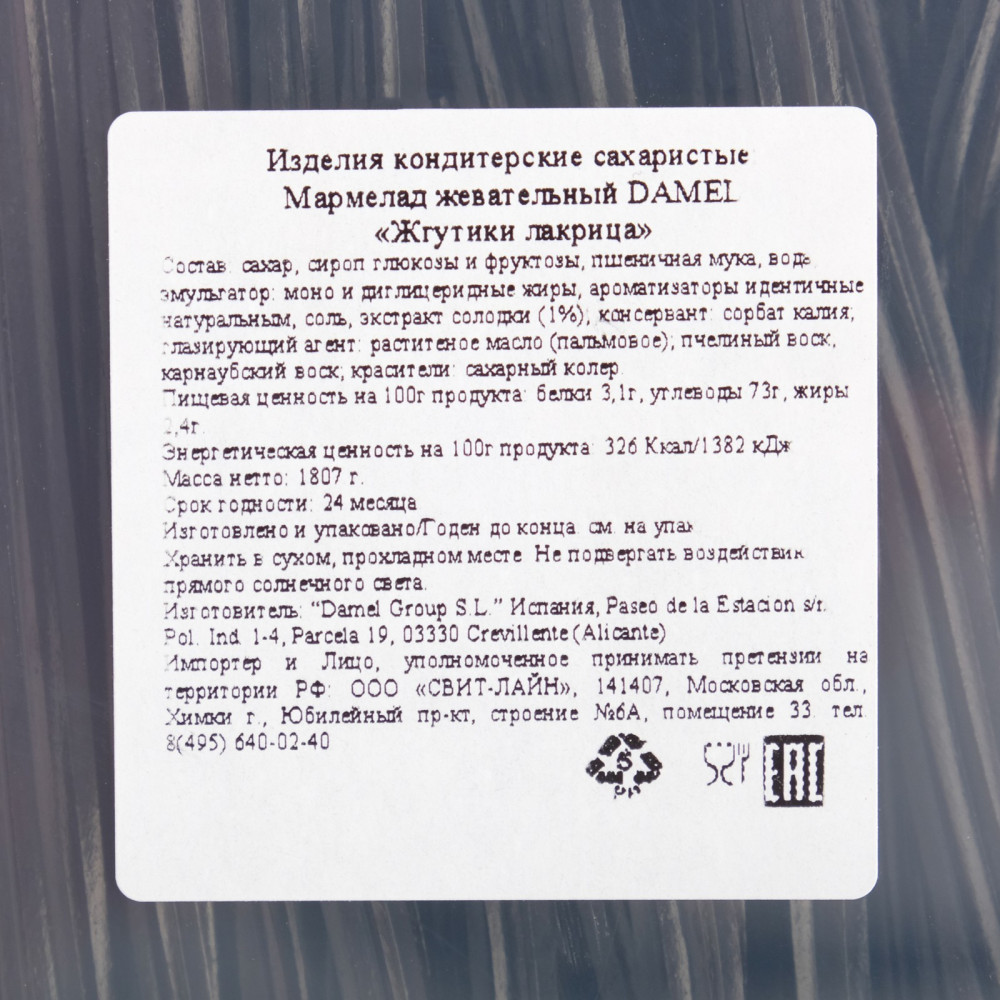 Изделия кондитерские сахаристые
Мармелад жевательный DAMEL
«Жгутики лакрица»
Состав: сахар, сироп глюкозы и фруктозы, пшеничная мука, вода,
эмульгатор: моно и диглицеридные жиры, ароматизаторы идентичные
натуральным, соль, экстракт солодки (1%); консервант: сорбат калия;
глазирующий агент: раститеное масло (пальмовое); пчелиный воск,
карнаубский воск; красители: сахарный колер.
Пищевая ценность на 100г продукта: белки 3,1г, углеводы 73г, жиры
2,4г.
Энергетическая ценность на 100г продукта: 326 Ккал/1382 кДж
Масса нетто: 1807 г.
Срок годности: 24 месяца
Изготовлено и упаковано/Годен до конца: см. на упак
Хранить в сухом, прохладном месте. Не подвергать воздействию
прямого солнечного света.
Изготовитель: "Damel Group S.L." Испания, Paseo de la Estacion s/n.
Pol. Ind. 1-4, Parcela 19, 03330 Crevillente (Alicante)
Импортер и Лицо, уполномоченное принимать претензии на
территории РФ: ООО «СВИТ-ЛАЙН», 141407, Московская обл.,
Химки г., Юбилейный пр-кт, строение №6А, помещение 33. тел.
8(495) 640-02-40
5
PP
EAC